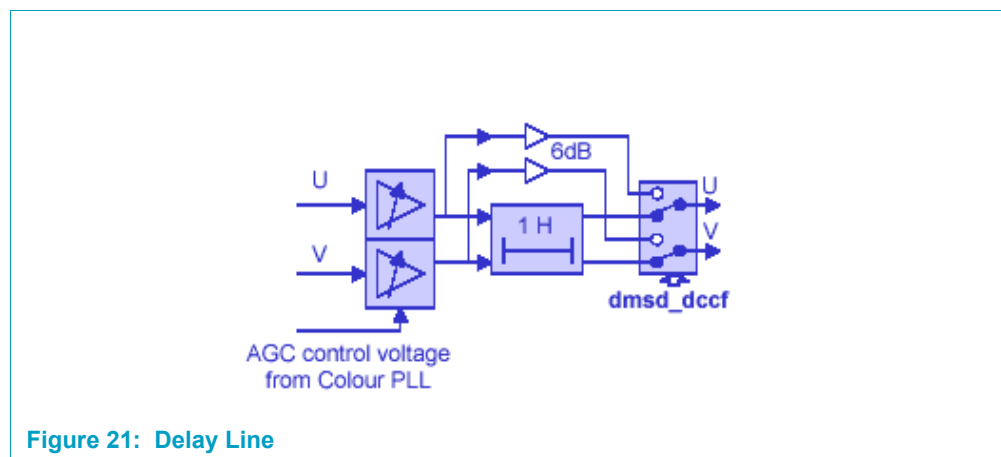 6dB
U
U
1 H
V
V
dmsd_dccf
AGC control voltage
from Colour PLL
Figure 21: Delay Line